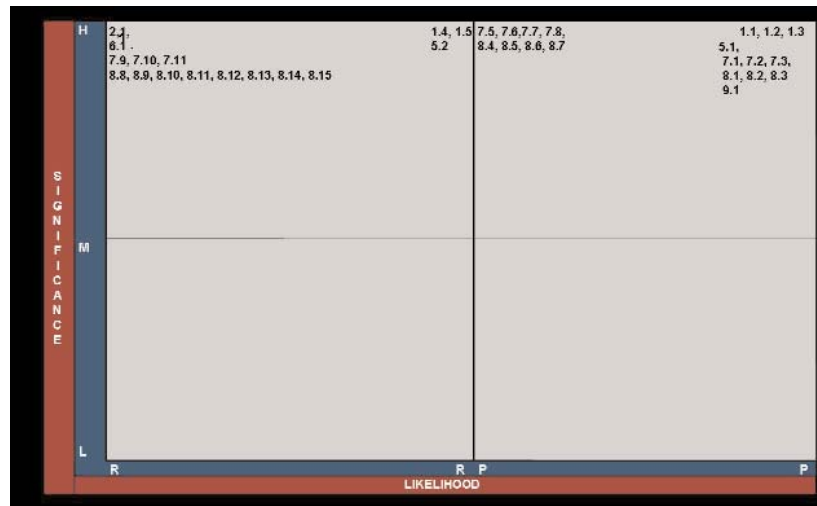 H
2.1,
6.1 .
7.9, 7.10, 7.11
8.8, 8.9, 8.10, 8.11, 8.12, 8.13, 8.14, 8.15
1.4, 1.5
5.2
7.5, 7.6,7.7, 7.8,
8.4, 8.5, 8.6, 8.7
1.1, 1.2, 1.3
5.1,
7.1, 7.2, 7.3,
8.1, 8.2, 8.3
9.1
SIGNIFICANCE
M
L
R R P P
LIKELIHOOD